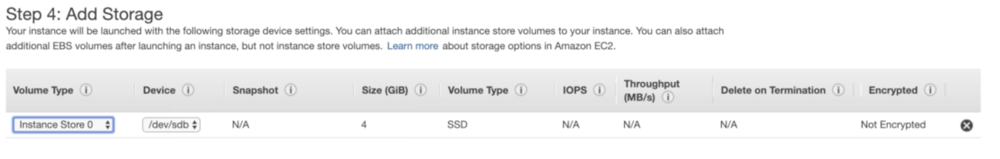 Step 4: Add Storage
Your instance will be launched with the following storage device settings. You can attach additional instance store volumes to your instance. You can also attach
additional EBS volumes after launching an instance, but not instance store volumes. Learn more about storage options in Amazon EC2.
Volume Type Device Snapshot Size (GiB) Volume Type IOPS Throughput (MB/s) Delete on Termination Encrypted
Instance Store 0 /dev/sdb N/A 4 SSD N/A N/A N/A Not Encrypted